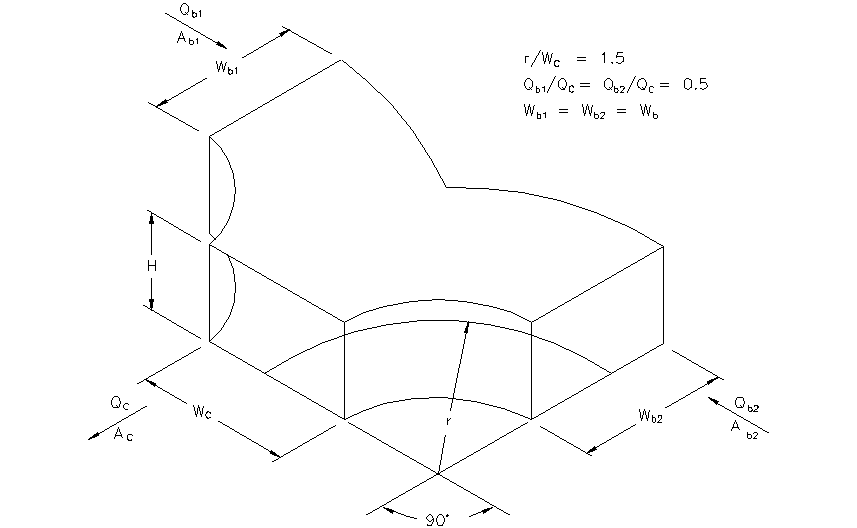 Qb1
Ab1
Wb1
r/Wc = 1.5
Qb1/Qc = Qb2/Qc = 0.5
Wb1 = Wb2 = Wb
H
Qc
Ac
Wc
r
Wb2
Qb2
Ab2
90°